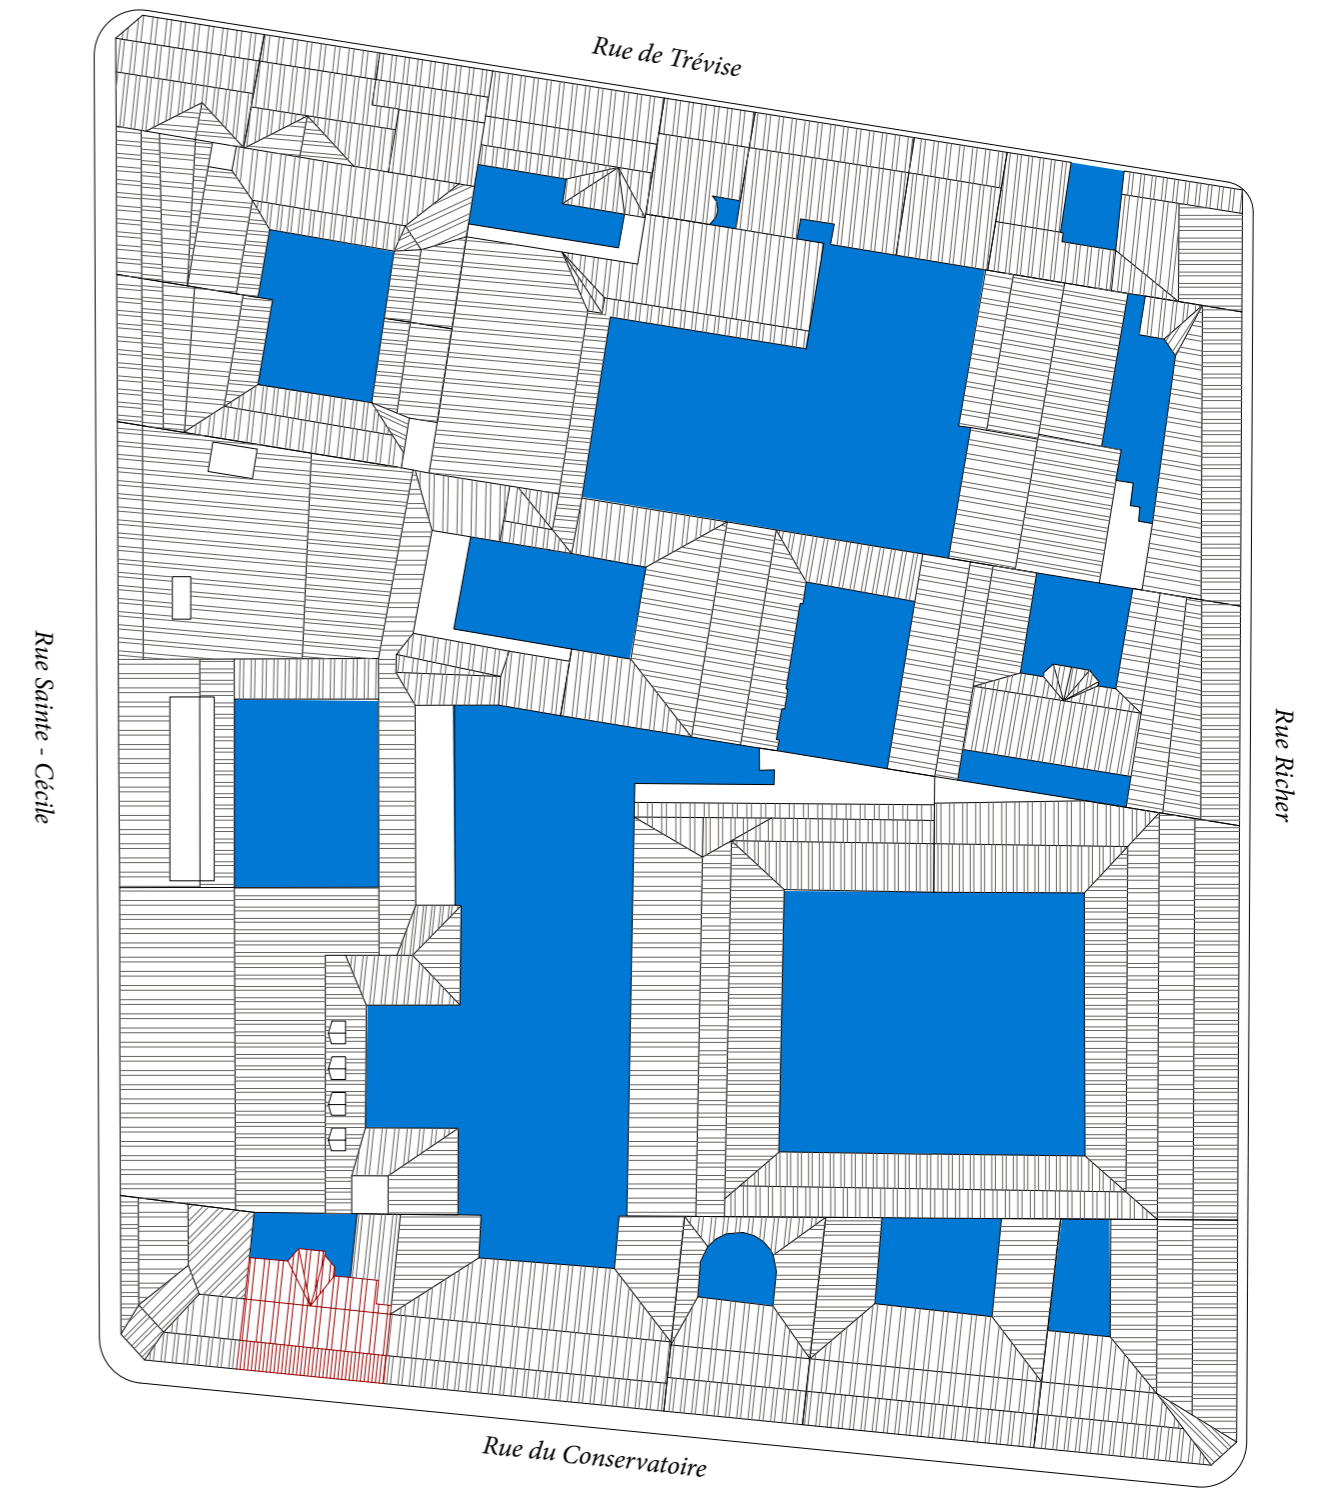 Rue de Trévise
Rue Sainte - Cécile
Rue Richer
Rue du Conservatoire